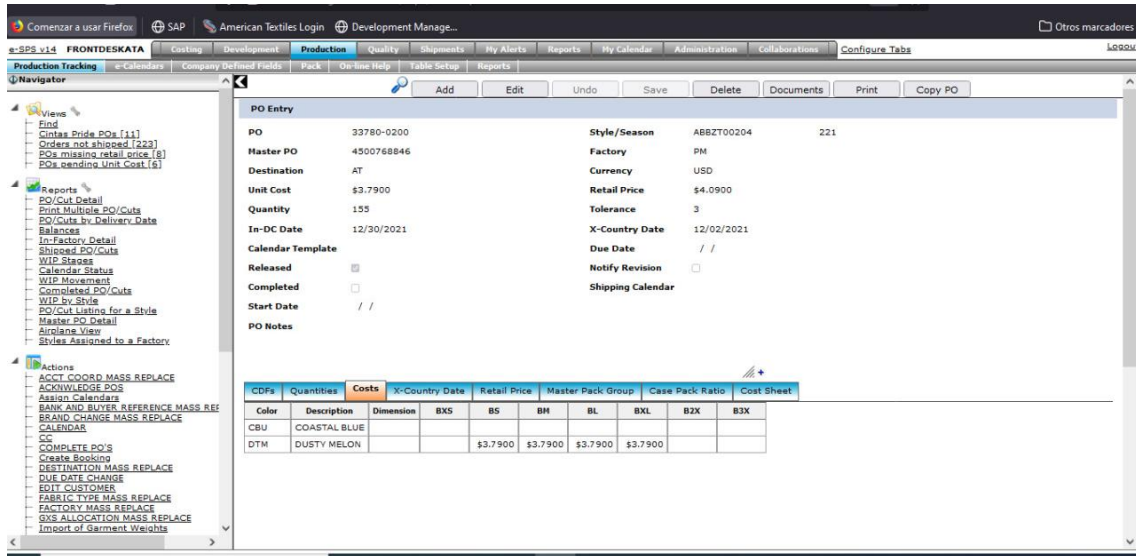 Comenzar a usar Firefox SAP American Textiles Login Development Manage... Otros marcadores
e-SPS v14 FRONTDESKATA Costing Development Production Quality Shipments My Alerts Reports My Calendar Administration Collaborations Configure Tabs Logou
Production Tracking e-Calendars Company Defined Fields Pack On-line Help Table Setup Reports
Navigator
Views
Find
Cintas Pride POs [11]
Orders not shipped [223]
POs missing retail price [8]
POs pending Unit Cost [6]
Reports
PO/Cut Detail
Print Multiple PO/Cuts
PO/Cuts by Delivery Date
Balances
In-Factory Detail
Shipped PO/Cuts
WIP Stages
Calendar Status
WIP Movement
Completed PO/Cuts
WIP by Style
PO/Cut Listing for a Style
Master PO Detail
Airplane View
Styles Assigned to a Factory
Actions
ACCT COORD MASS REPLACE
ACKNWLEDGE POS
Assign Calendars
BANK AND BUYER REFERENCE MASS REF
BRAND CHANGE MASS REPLACE
CALENDAR
CC
COMPLETE PO'S
Create Booking
DESTINATION MASS REPLACE
DUE DATE CHANGE
EDIT CUSTOMER
FABRIC TYPE MASS REPLACE
FACTORY MASS REPLACE
GXS ALLOCATION MASS REPLACE
Import of Garment Weights
Add Edit Undo Save Delete Documents Print Copy PO
PO Entry
PO 33780-0200 Style/Season ABBZT00204 221
Master PO 4500768846 Factory PM
Destination AT Currency USD
Unit Cost $3.7900 Retail Price $4.0900
Quantity 155 Tolerance 3
In-DC Date 12/30/2021 X-Country Date 12/02/2021
Calendar Template Due Date / /
Released Notify Revision
Completed Shipping Calendar
Start Date / /
PO Notes
CDFs Quantities Costs X-Country Date Retail Price Master Pack Group Case Pack Ratio Cost Sheet
Color Description Dimension BXS BS BM BL BXL B2X B3X
CBU COASTAL BLUE
DTM DUSTY MELON $3.7900 $3.7900 $3.7900 $3.7900